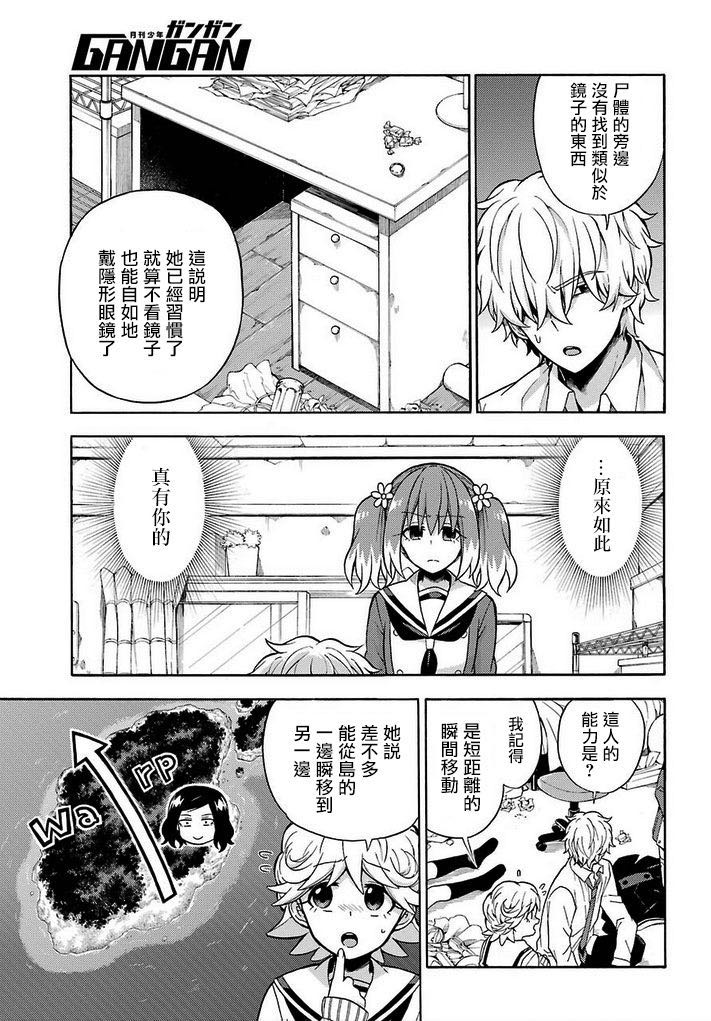 月刊少年
ガンガン
GANGAN
尸體的旁邊
沒有找到類似於
鏡子的東西
這説明
她已經習慣了
就算不看鏡子
也能自如地
戴隱形眼鏡了
…原來如此
真有你的
這人的
能力是?
我記得
是短距離的
瞬間移動
她說
差不多
能從島的
一邊瞬移到
另一邊
Warp